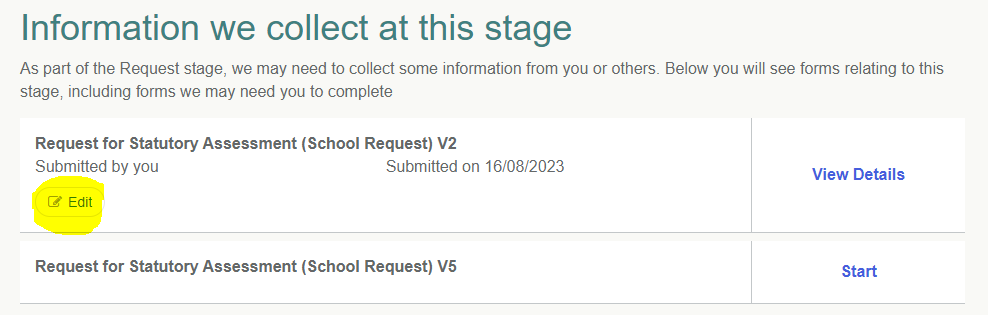 Information we collect at this stage
As part of the Request stage, we may need to collect some information from you or others. Below you will see forms relating to this
stage, including forms we may need you to complete
Request for Statutory Assessment (School Request) V2
Submitted by you Submitted on 16/08/2023
View Details
Edit
Request for Statutory Assessment (School Request) V5
Start